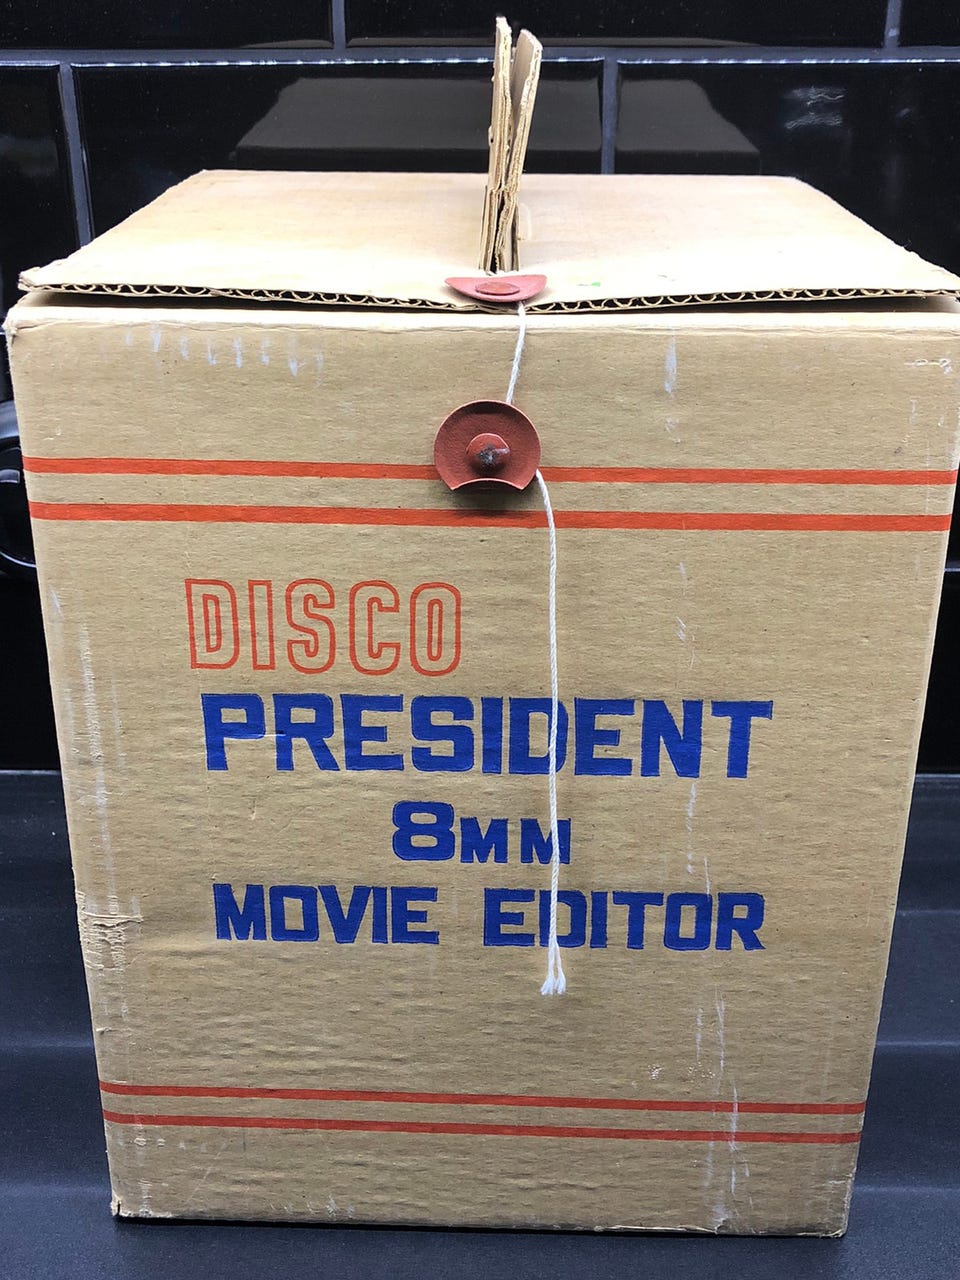 DISCO
PRESIDENT
8MM
MOVIE EDITOR